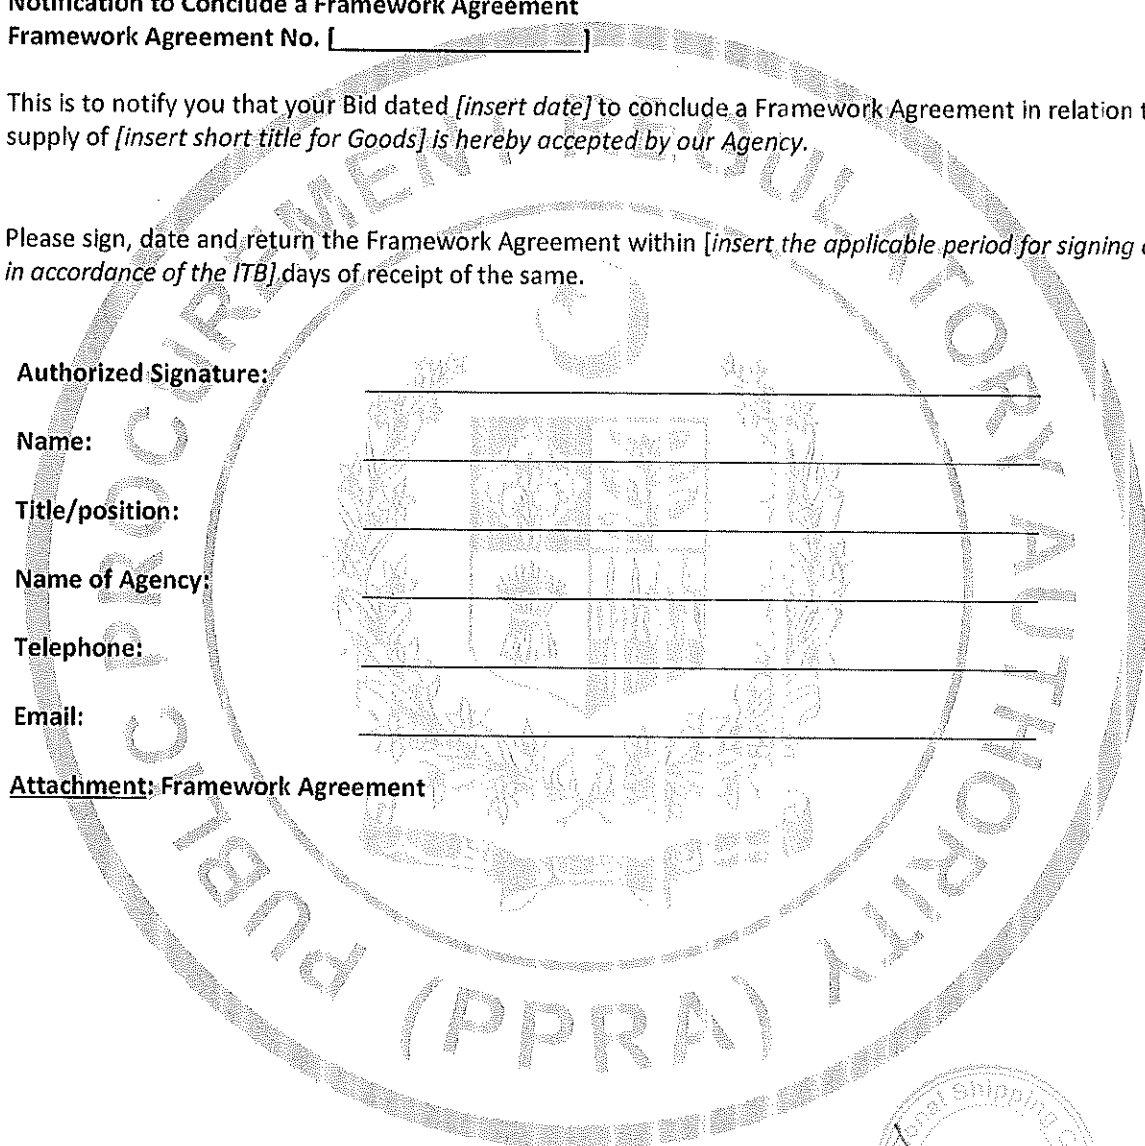 Notification to Conclude a Framework Agreement
Framework Agreement No. [ ]
This is to notify you that your Bid dated [insert date] to conclude a Framework Agreement in relation
supply of [insert short title for Goods] is hereby accepted by our Agency.
Please sign, date and return the Framework Agreement within [insert the applicable period for signing
in accordance of the ITB] days of receipt of the same.
Authorized Signature:
Name:
Title/position:
Name of Agency:
Telephone:
Email:
Attachment: Framework Agreement
PUBLIC PROCUREMENT REGULATORY AUTHORITY
(PPRA)
Shipping